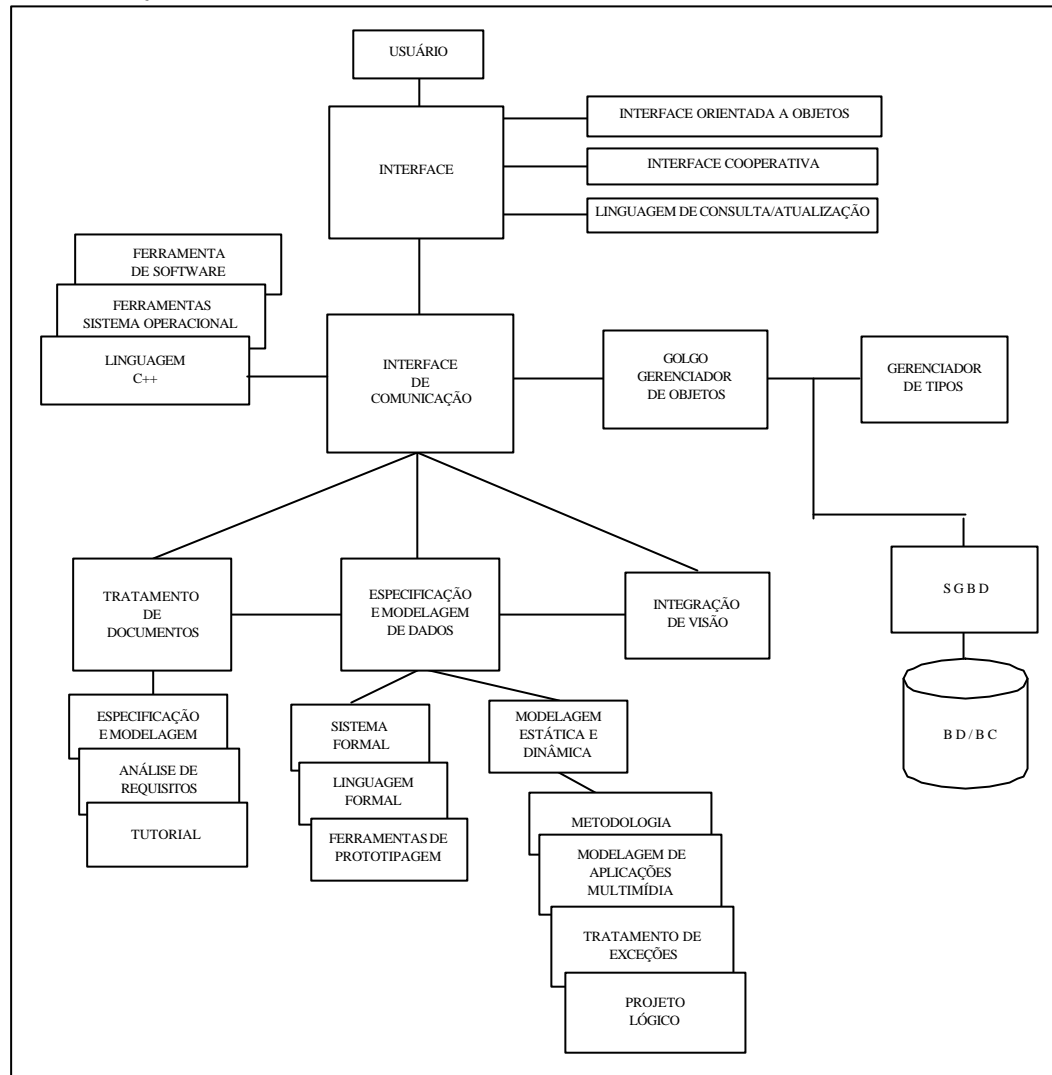 USUÁRIO
INTERFACE ORIENTADA A OBJETOS
INTERFACE
INTERFACE COOPERATIVA
LINGUAGEM DE CONSULTA/ATUALIZAÇÃO
FERRAMENTA
DE SOFTWARE
FERRAMENTAS
SISTEMA OPERACIONAL
LINGUAGEM
C++
INTERFACE
DE
COMUNICAÇÃO
GOLGO
GERENCIADOR
DE OBJETOS
GERENCIADOR
DE TIPOS
TRATAMENTO
DE
DOCUMENTOS
ESPECIFICAÇÃO
E MODELAGEM
DE DADOS
INTEGRAÇÃO
DE VISÃO
S G B D
B D / B C
ESPECIFICAÇÃO
E MODELAGEM
ANÁLISE DE
REQUISITOS
TUTORIAL
SISTEMA
FORMAL
LINGUAGEM
FORMAL
FERRAMENTAS DE
PROTOTIPAGEM
MODELAGEM
ESTÁTICA E
DINÂMICA
METODOLOGIA
MODELAGEM DE
APLICAÇÕES
MULTIMÍDIA
TRATAMENTO DE
EXCEÇÕES
PROJETO
LÓGICO